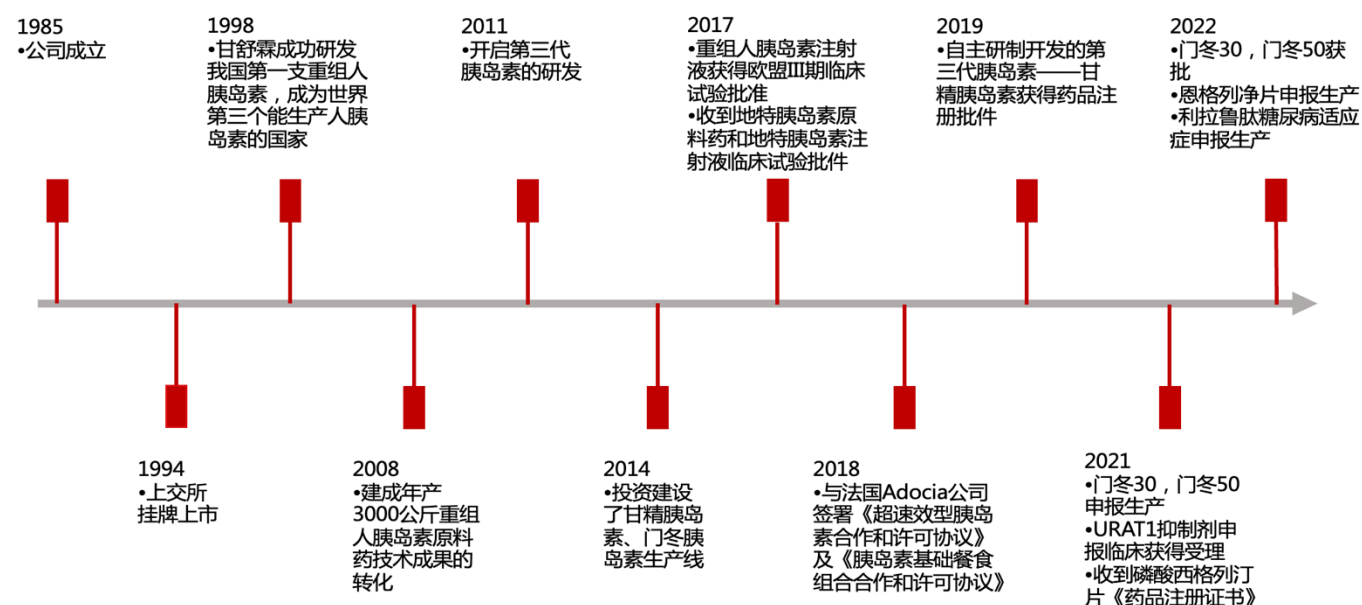 1985
•公司成立
1998
•甘舒霖成功研发
我国第一支重组人
胰岛素，成为世界
第三个能生产人胰
岛素的国家
2011
•开启第三代
胰岛素的研发
2017
•重组人胰岛素注射
液获得欧盟III期临床
试验批准
•收到地特胰岛素原
料药和地特胰岛素注
射液临床试验批件
2019
•自主研制开发的第
三代胰岛素——甘
精胰岛素获得药品注
册批件
2022
•门冬30，门冬50获
批
•恩格列净片申报生产
•利拉鲁肽糖尿病适应
症申报生产
1994
•上交所
挂牌上市
2008
•建成年产
3000公斤重组
人胰岛素原料
药技术成果的
转化
2014
•投资建设
了甘精胰岛
素、门冬胰
岛素生产线
2018
•与法国Adocia公司
签署《超速效型胰岛
素合作和许可协议》
及《胰岛素基础餐食
组合合作和许可协议》
2021
•门冬30，门冬50
申报生产
•URAT1抑制剂申
报临床获得受理
•收到磷酸西格列汀
片《药品注册证书》